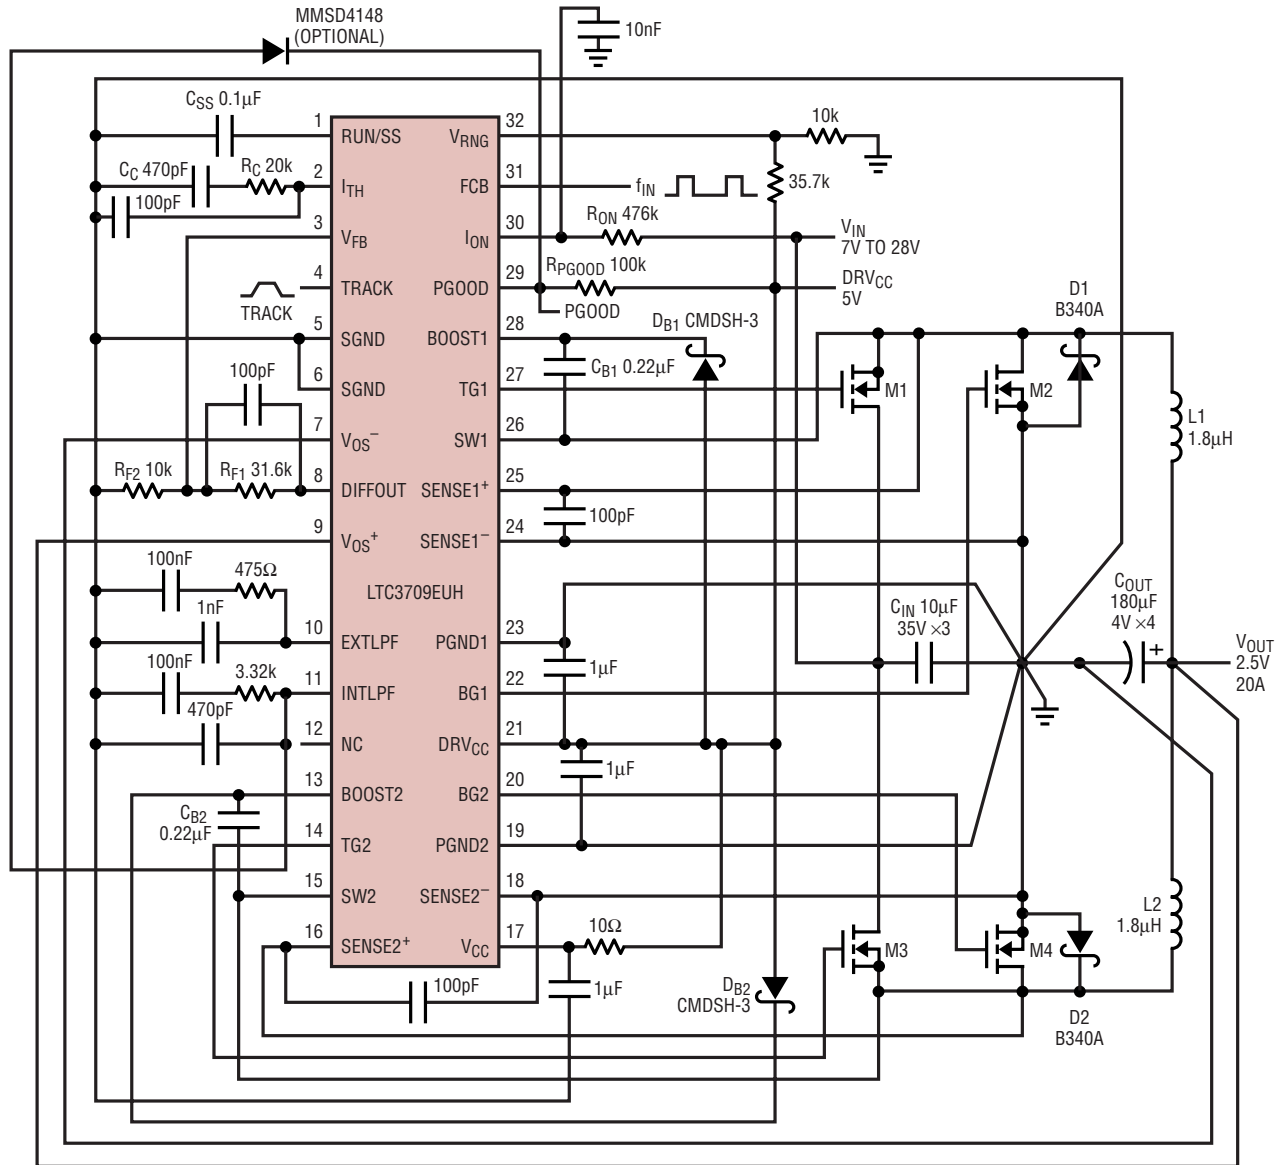 MMSD4148
(OPTIONAL)
10nF
CSS 0.1μF
1
RUN/SS
VRNG
32
10k
CC 470pF
RC 20k
2
ITH
FCB
31
fIN
35.7k
100pF
3
VFB
ION
30
RON 476k
VIN
7V TO 28V
4
TRACK
PGOOD
29
RPGOOD 100k
DRVCC
5V
TRACK
PGOOD
D1
B340A
5
SGND
BOOST1
28
DB1 CMDSH-3
100pF
6
SGND
TG1
27
CB1 0.22μF
M1
M2
7
VOS–
SW1
26
L1
1.8μH
RF2 10k
RF1 31.6k
8
DIFFOUT
SENSE1+
25
100pF
9
VOS+
SENSE1–
24
100nF
475Ω
LTC3709EUH
1nF
10
EXTLPF
PGND1
23
1μF
CIN 10μF
35V ×3
COUT
180μF
4V ×4
+
VOUT
2.5V
20A
100nF
3.32k
11
INTLPF
BG1
22
470pF
12
NC
DRVCC
21
1μF
13
BOOST2
BG2
20
CB2
0.22μF
14
TG2
PGND2
19
15
SW2
SENSE2–
18
L2
1.8μH
16
SENSE2+
VCC
17
10Ω
M3
M4
100pF
1μF
DB2
CMDSH-3
D2
B340A